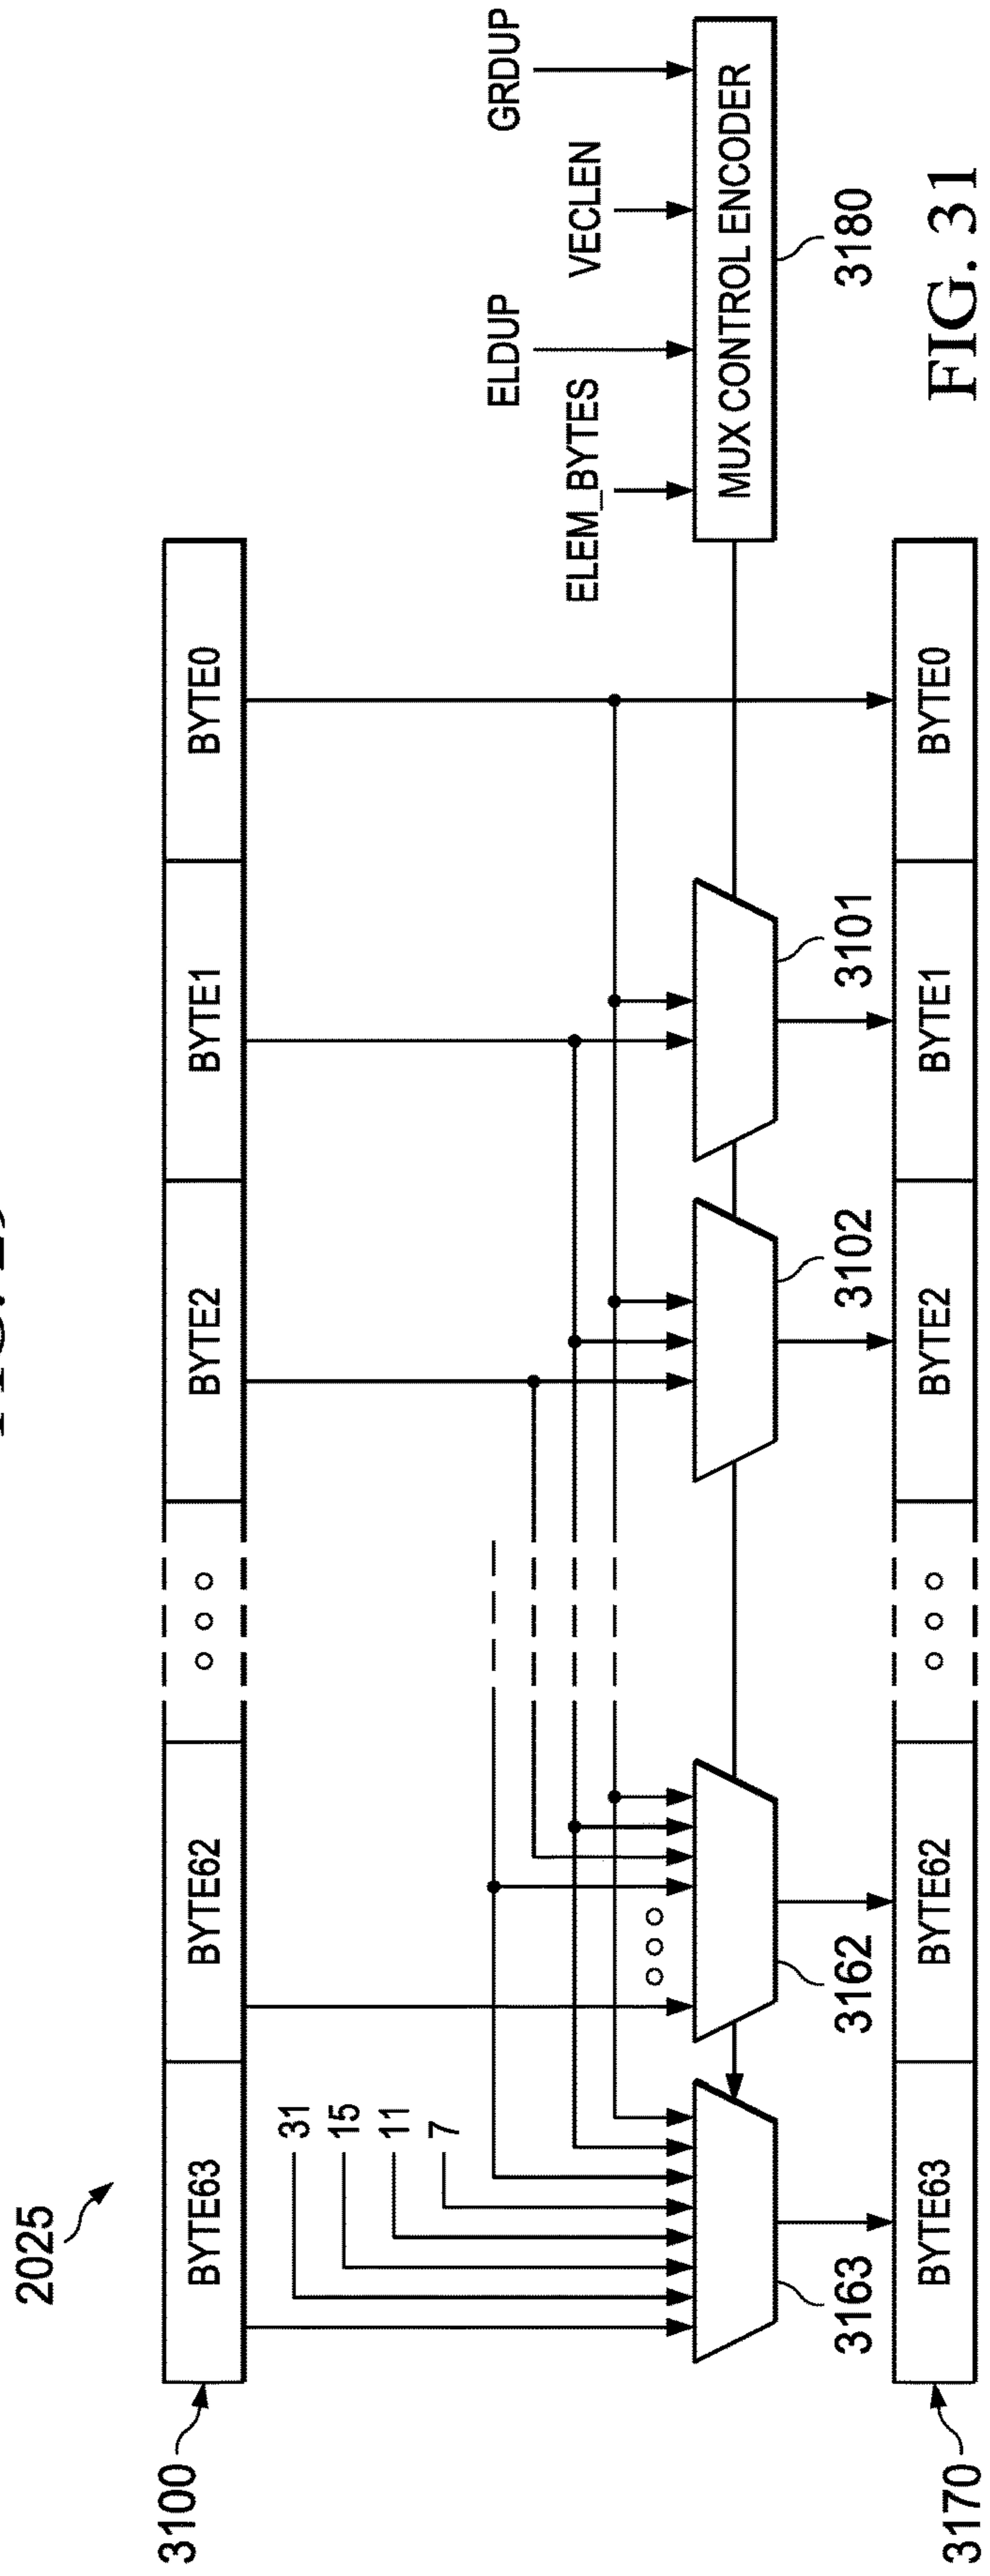 2025
3100
BYTE63 BYTE62 ○ ○ ○ BYTE2 BYTE1 BYTE0
31
15
11
7
ELDUP GRDUP
ELEM_BYTES VECLEN
○ ○ ○
MUX CONTROL ENCODER
3163 3162 3102 3101 3180
3170
BYTE63 BYTE62 ○ ○ ○ BYTE2 BYTE1 BYTE0
FIG. 31